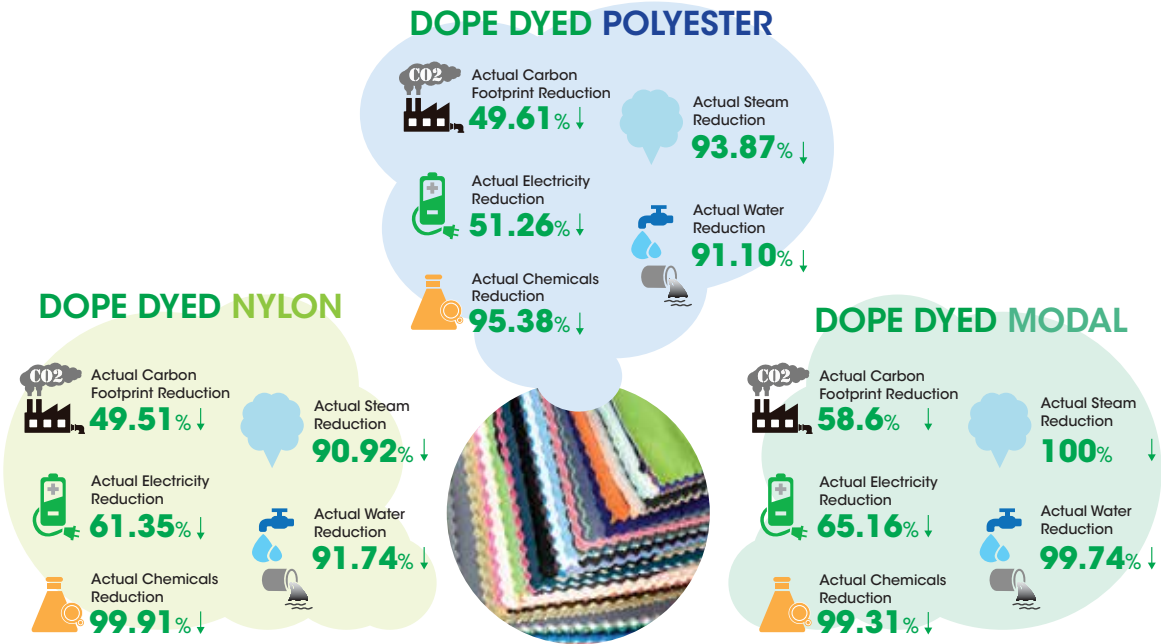 DOPE DYED POLYESTER
CO2
Actual Carbon
Footprint Reduction
49.61% ↓
Actual Steam
Reduction
93.87% ↓
Actual Electricity
Reduction
51.26% ↓
Actual Water
Reduction
91.10% ↓
Actual Chemicals
Reduction
95.38% ↓
DOPE DYED NYLON
CO2
Actual Carbon
Footprint Reduction
49.51% ↓
Actual Steam
Reduction
90.92% ↓
Actual Electricity
Reduction
61.35% ↓
Actual Water
Reduction
91.74% ↓
Actual Chemicals
Reduction
99.91% ↓
DOPE DYED MODAL
CO2
Actual Carbon
Footprint Reduction
58.6% ↓
Actual Steam
Reduction
100% ↓
Actual Electricity
Reduction
65.16% ↓
Actual Water
Reduction
99.74% ↓
Actual Chemicals
Reduction
99.31% ↓